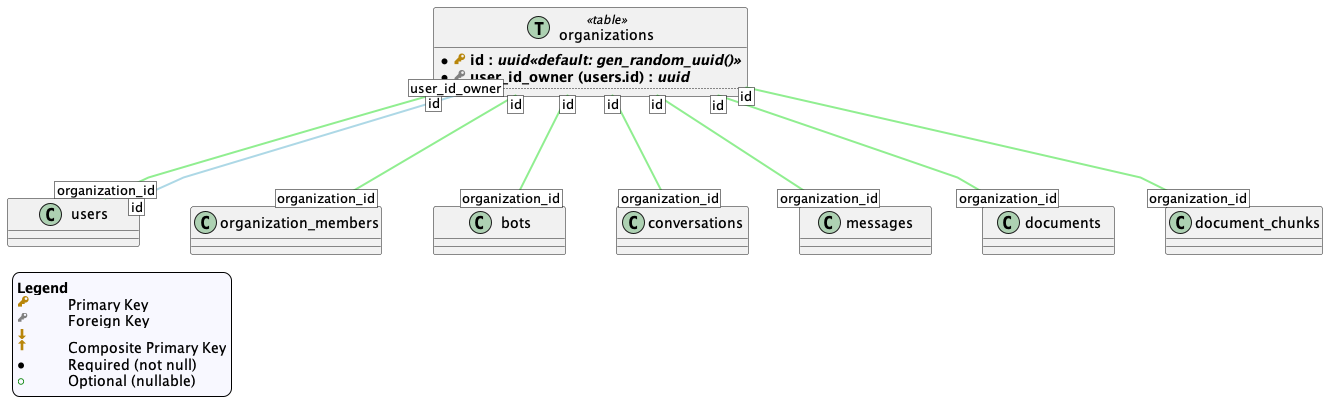 «table»
T
organizations
id : uuid«default: gen_random_uuid()»
user_id_owner (users.id) : uuid
user_id_owner
id
id
id
id
id
id
id
organization_id
id
organization_id
organization_id
organization_id
organization_id
organization_id
organization_id
C users
C organization_members
C bots
C conversations
C messages
C documents
C document_chunks
Legend
Primary Key
Foreign Key
Composite Primary Key
Required (not null)
Optional (nullable)